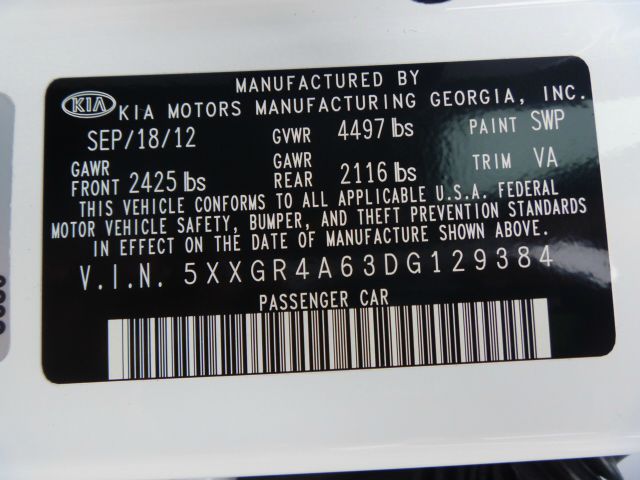 MANUFACTURED BY
KIA KIA MOTORS MANUFACTURING GEORGIA, INC.
SEP/18/12 GVWR 4497 lbs PAINT SWP
GAWR FRONT 2425 lbs GAWR REAR 2116 lbs TRIM VA
THIS VEHICLE CONFORMS TO ALL APPLICABLE U.S.A. FEDERAL
MOTOR VEHICLE SAFETY, BUMPER, AND THEFT PREVENTION STANDARDS
IN EFFECT ON THE DATE OF MANUFACTURE SHOWN ABOVE.
V.I.N. 5XXGR4A63DG129384
PASSENGER CAR